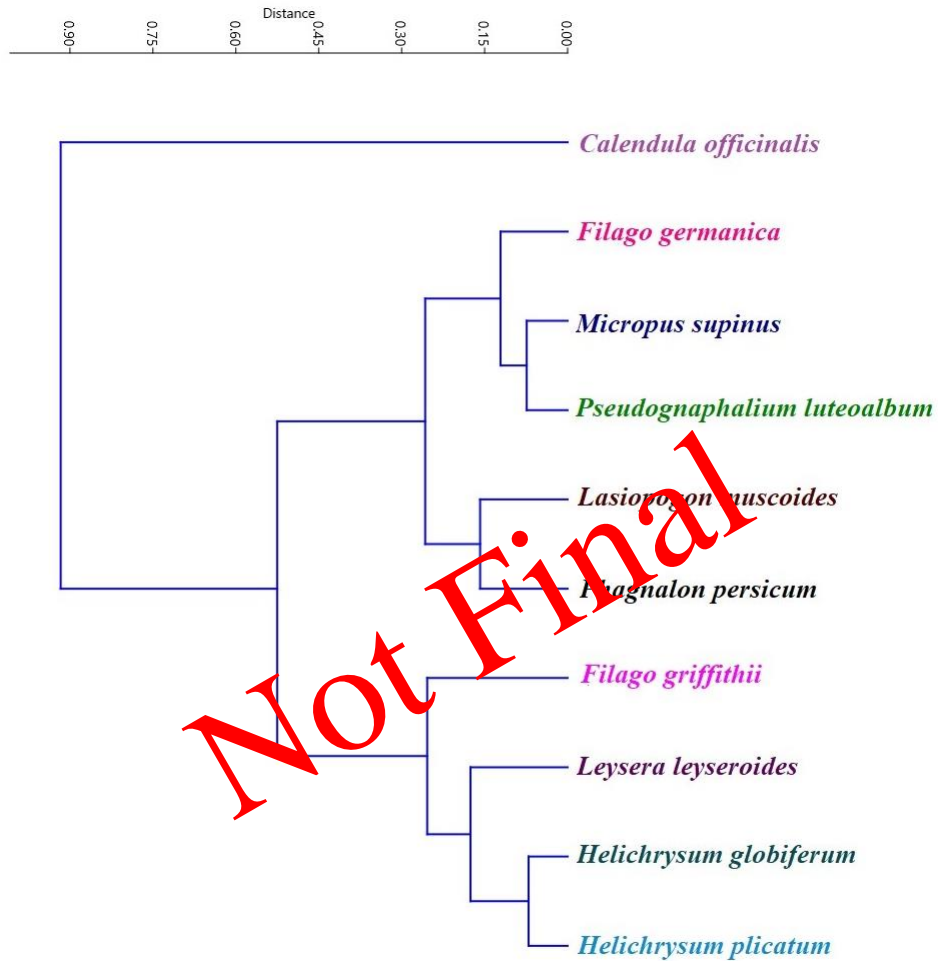 Distance
0.90 0.75 0.60 0.45 0.30 0.15 0.00
Calendula officinalis
Filago germanica
Micropus supinus
Pseudognaphalium luteoalbum
Lasiopogon muscoides
Phagnalon persicum
Not Final
Filago griffithii
Leysera leyseroides
Helichrysum globiferum
Helichrysum plicatum